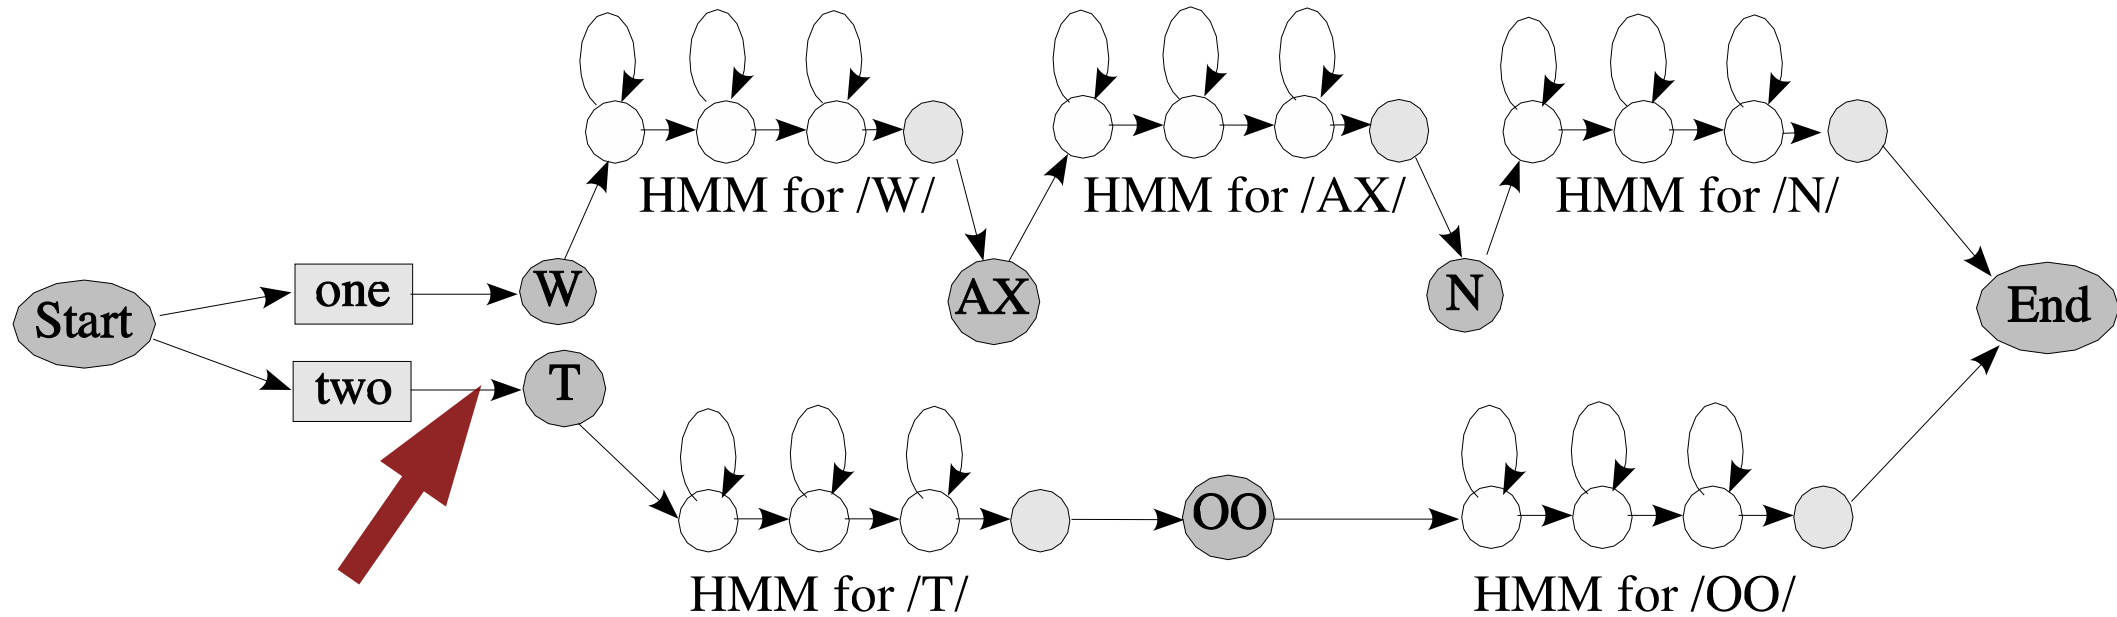 HMM for /W/
HMM for /AX/
HMM for /N/
Start
one
W
AX
N
End
two
T
OO
HMM for /T/
HMM for /OO/